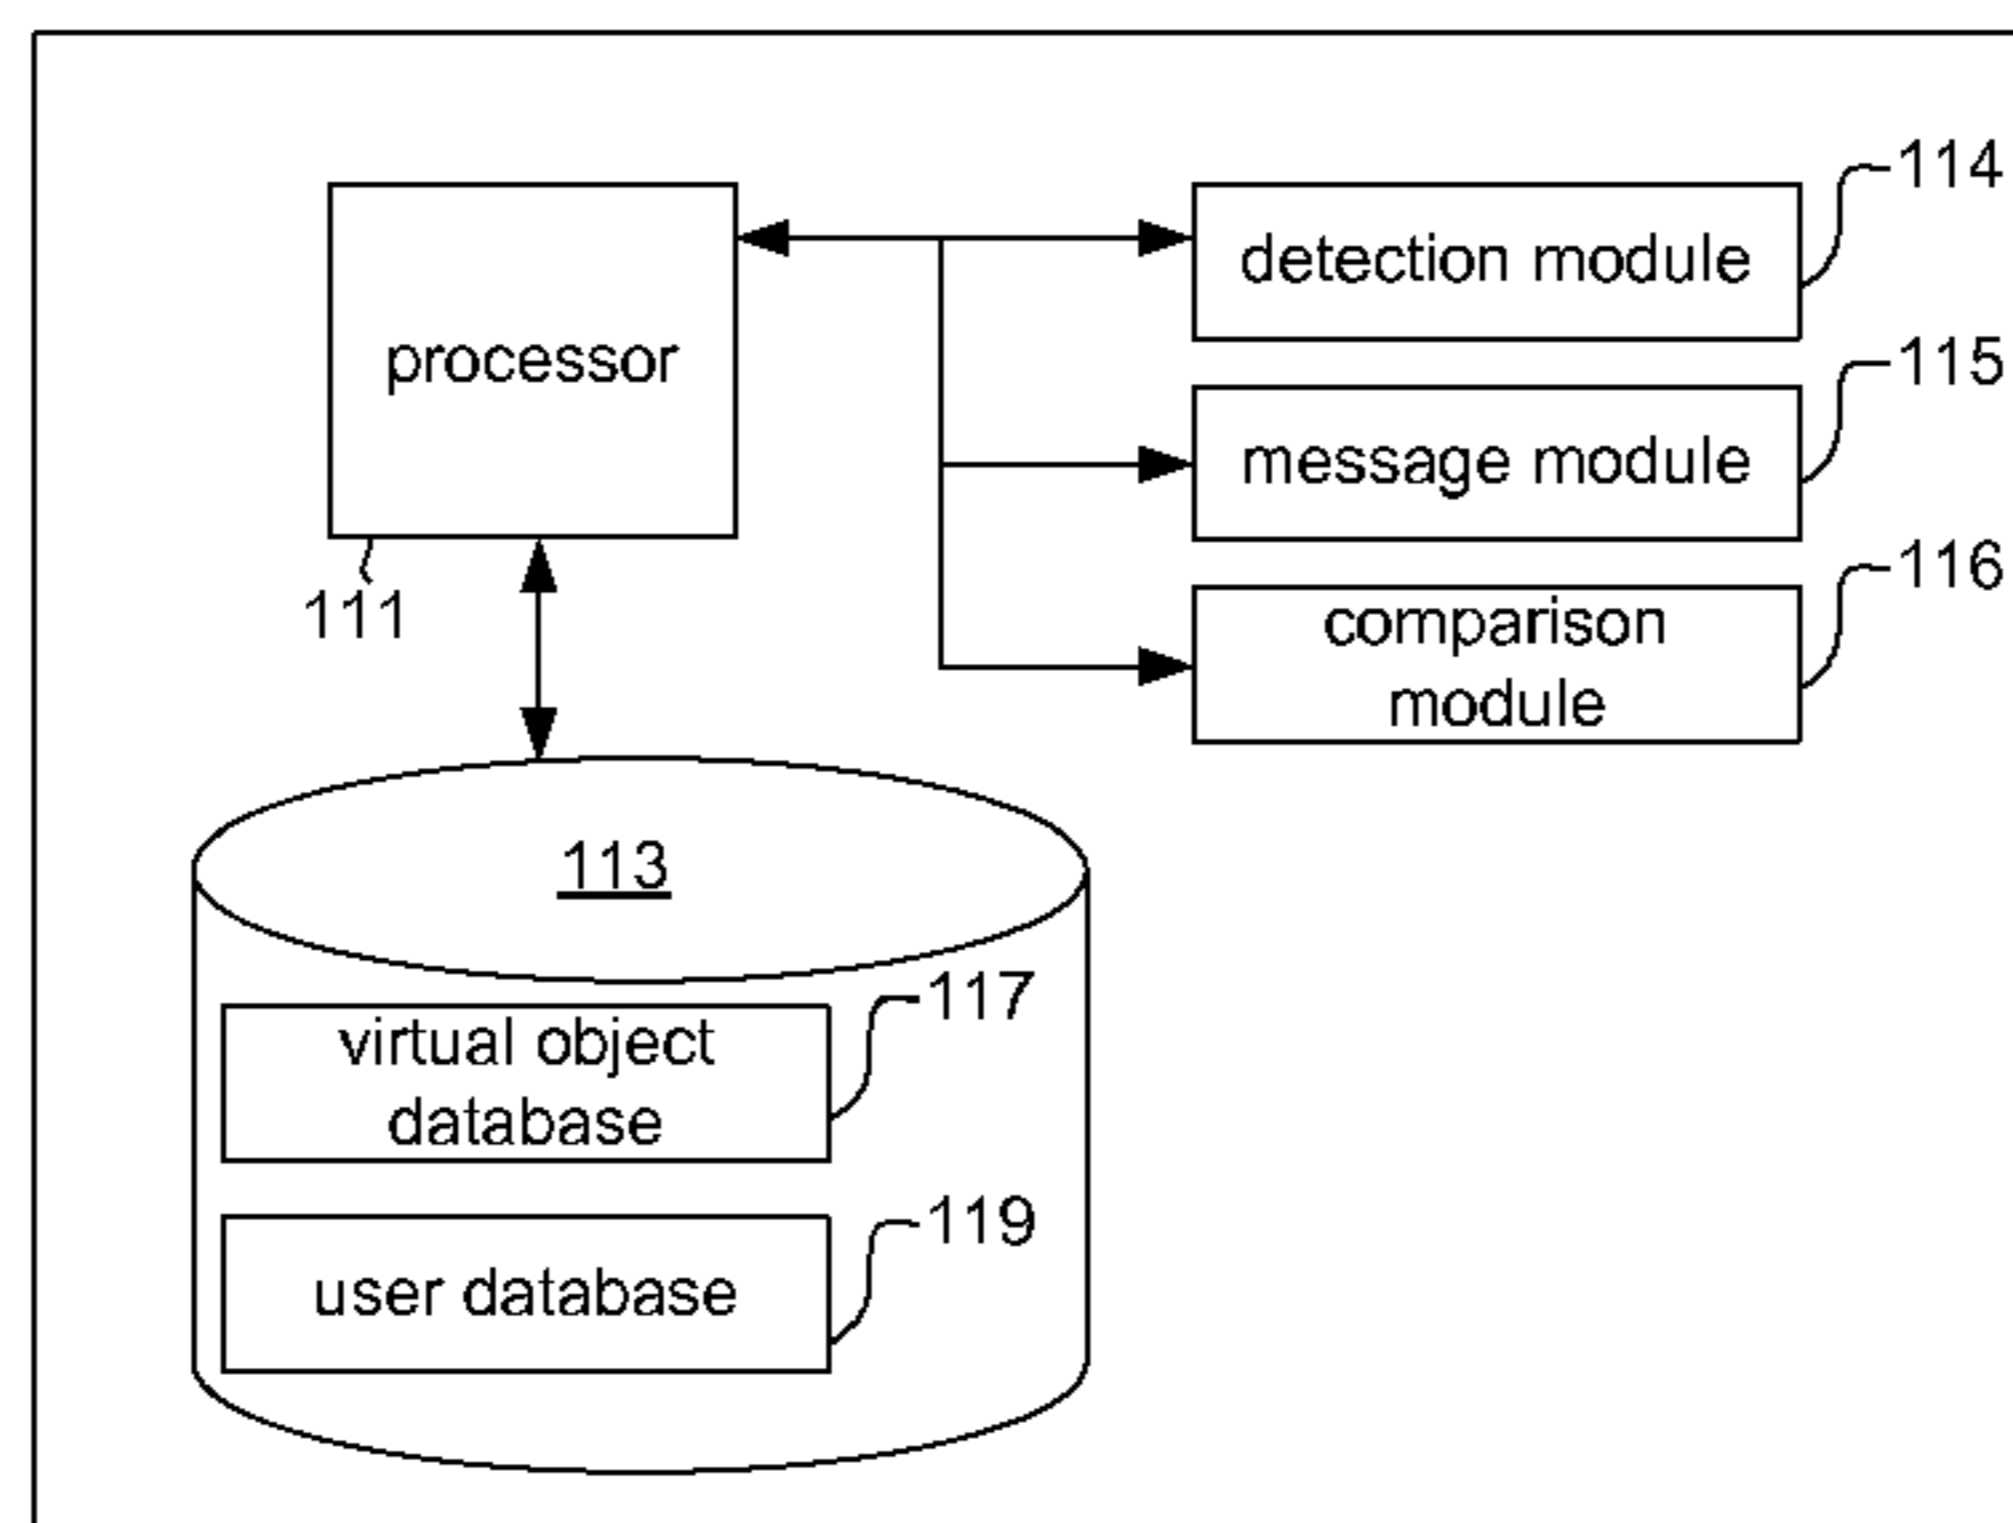 114
detection module
processor
115
message module
116
comparison
module
111
113
117
virtual object
database
119
user database